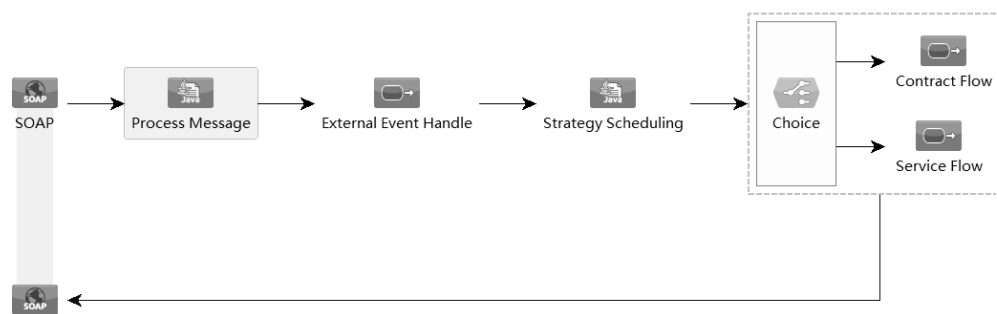 SOAP
SOAP
Java
Process Message
External Event Handle
Java
Strategy Scheduling
Choice
Contract Flow
Service Flow
SOAP